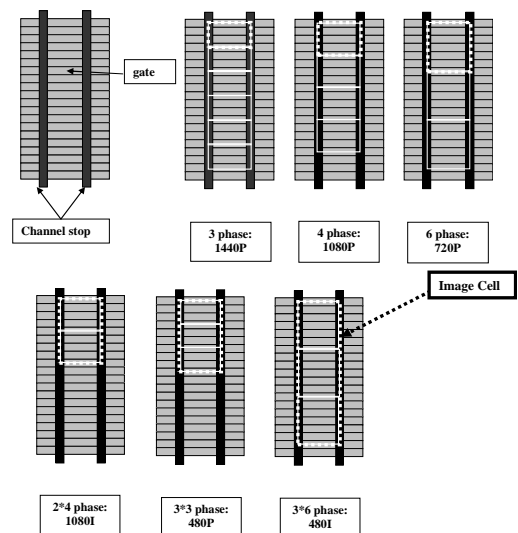 gate
Channel stop
3 phase:
1440P
4 phase:
1080P
6 phase:
720P
Image Cell
2*4 phase:
1080I
3*3 phase:
480P
3*6 phase:
480I